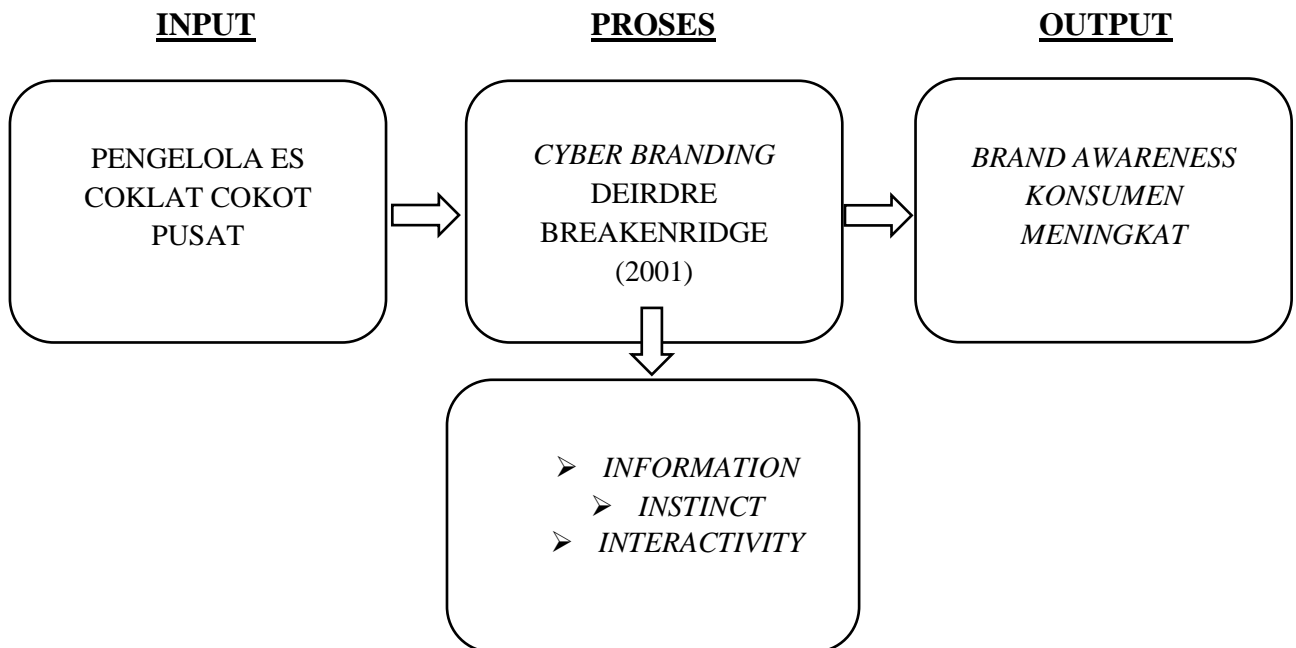 INPUT
PROSES
OUTPUT
PENGELOLA ES
COKLAT COKOT
PUSAT
CYBER BRANDING
DEIRDRE
BREAKENRIDGE
(2001)
BRAND AWARENESS
KONSUMEN
MENINGKAT
➢ INFORMATION
➢ INSTINCT
➢ INTERACTIVITY